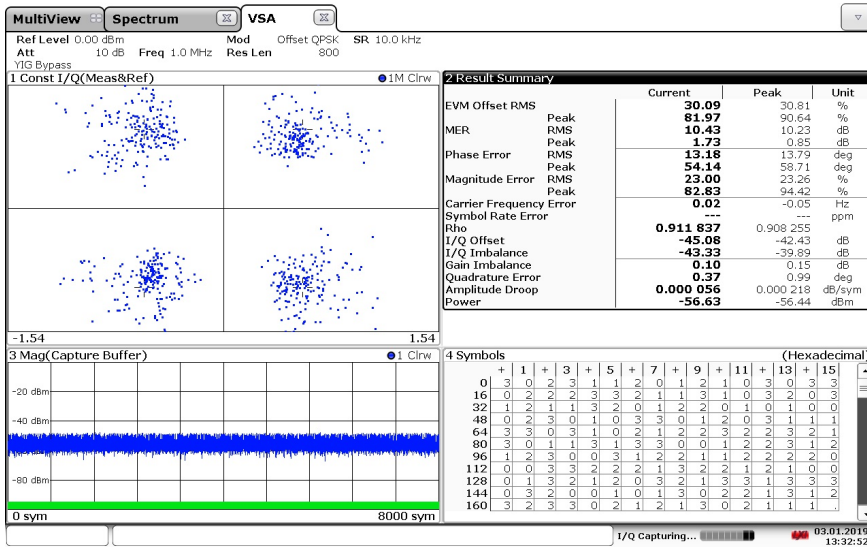 MultiView Spectrum VSA
Ref Level 0.00 dBm Mod Offset QPSK SR 10.0 kHz
Att 10 dB Freq 1.0 MHz Res Len 800
YIG Bypass
1 Const I/Q(Meas&Ref) 1M Clrw
-1.54 1.54
2 Result Summary
Current Peak Unit
EVM Offset RMS 30.09 30.81 %
Peak 81.97 90.64 %
MER RMS 10.43 10.23 dB
Peak 1.73 0.85 dB
Phase Error RMS 13.18 13.79 deg
Peak 54.14 58.71 deg
Magnitude Error RMS 23.00 23.26 %
Peak 82.83 94.42 %
Carrier Frequency Error 0.02 -0.05 Hz
Symbol Rate Error --- --- ppm
Rho 0.911 837 0.908 255
I/Q Offset -45.08 -42.43 dB
I/Q Imbalance -43.33 -39.89 dB
Gain Imbalance 0.10 0.15 dB
Quadrature Error 0.37 0.99 deg
Amplitude Droop 0.000 056 0.000 218 dB/sym
Power -56.63 -56.44 dBm
3 Mag(Capture Buffer) 1 Clrw
-20 dBm
-40 dBm
-80 dBm
0 sym 8000 sym
4 Symbols (Hexadecimal)
+ 1 + 3 + 5 + 7 + 9 + 11 + 13 + 15
0 3 0 2 3 1 1 2 0 1 2 1 0 3 0 3 3
16 0 2 2 2 3 3 2 1 1 3 1 0 3 2 0 3
32 1 2 1 1 3 2 0 1 2 2 0 1 0 1 0 0
48 0 2 3 0 1 0 3 3 0 1 2 0 3 1 1 1
64 3 3 0 3 1 0 2 1 2 2 3 2 2 3 2 1
80 3 0 1 1 3 1 3 3 0 0 1 2 2 3 1 2
96 1 2 3 0 0 3 2 1 2 2 1 1 2 2 2 0
112 0 0 3 3 2 2 2 1 3 2 2 1 2 1 0 0
128 0 1 3 2 1 2 0 3 2 1 3 3 1 3 3 3
144 0 3 2 0 0 1 0 1 3 0 2 2 1 3 1 2
160 3 2 3 3 0 2 1 0 2 2 1 2 1 1 1 .
I/Q Capturing... 03.01.2019
13:32:52